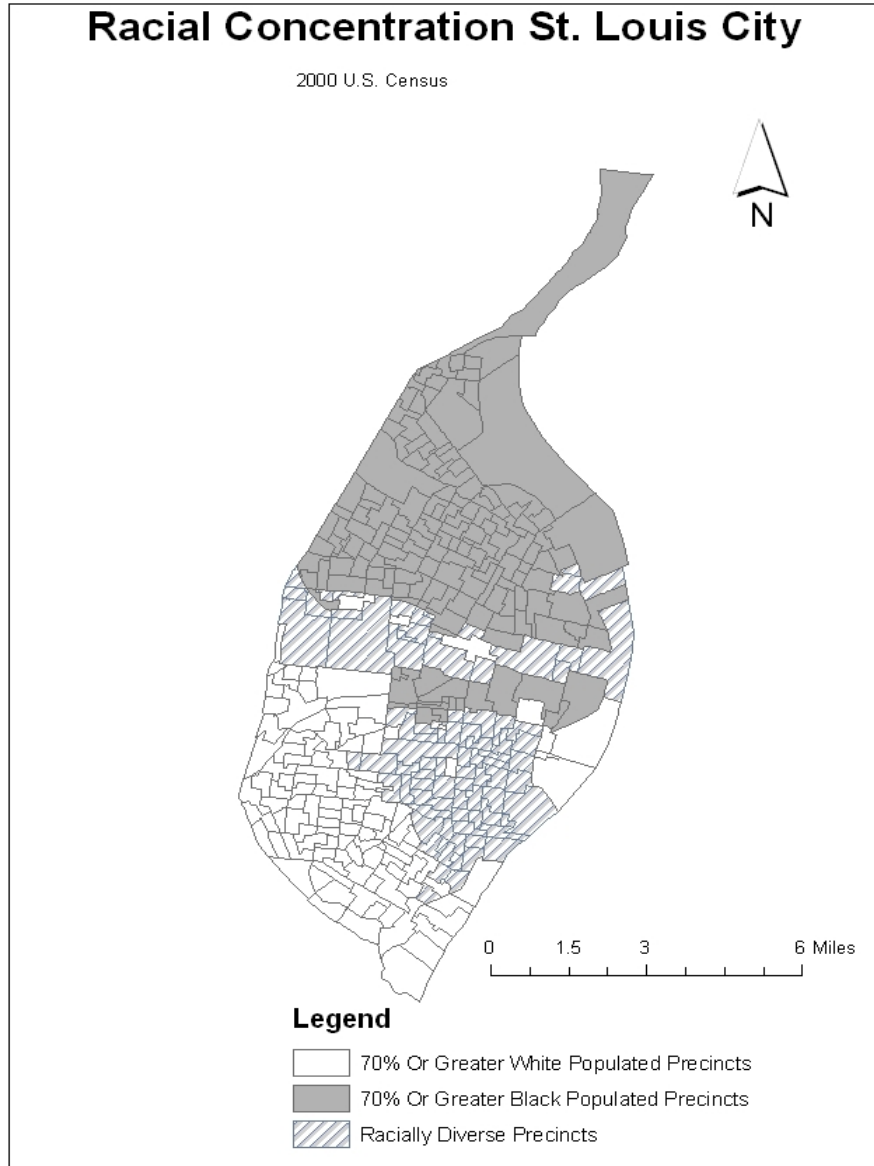 Racial Concentration St. Louis City
2000 U.S. Census
N
0 1.5 3 6 Miles
Legend
70% Or Greater White Populated Precincts
70% Or Greater Black Populated Precincts
Racially Diverse Precincts